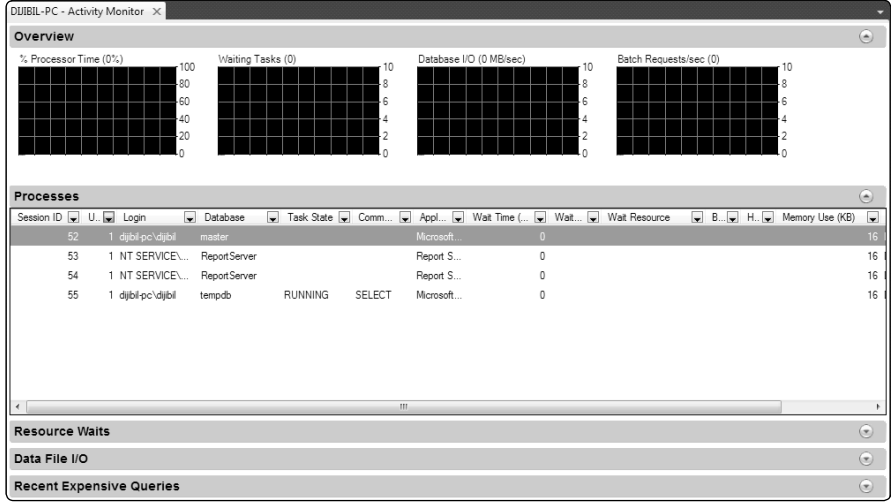 DIJIBIL-PC - Activity Monitor
Overview
% Processor Time (0%)
100
80
60
40
20
0
Waiting Tasks (0)
10
8
6
4
2
0
Database I/O (0 MB/sec)
10
8
6
4
2
0
Batch Requests/sec (0)
10
8
6
4
2
0
Processes
Session ID U.. Login Database Task State Comm... Appl... Wait Time (... Wait... Wait Resource B... H.. Memory Use (KB)
52 1 dijibil-pc\dijibil master Microsoft... 0 16
53 1 NT SERVICE\... ReportServer Report S... 0 16
54 1 NT SERVICE\... ReportServer Report S... 0 16
55 1 dijibil-pc\dijibil tempdb RUNNING SELECT Microsoft... 0 16
Resource Waits
Data File I/O
Recent Expensive Queries